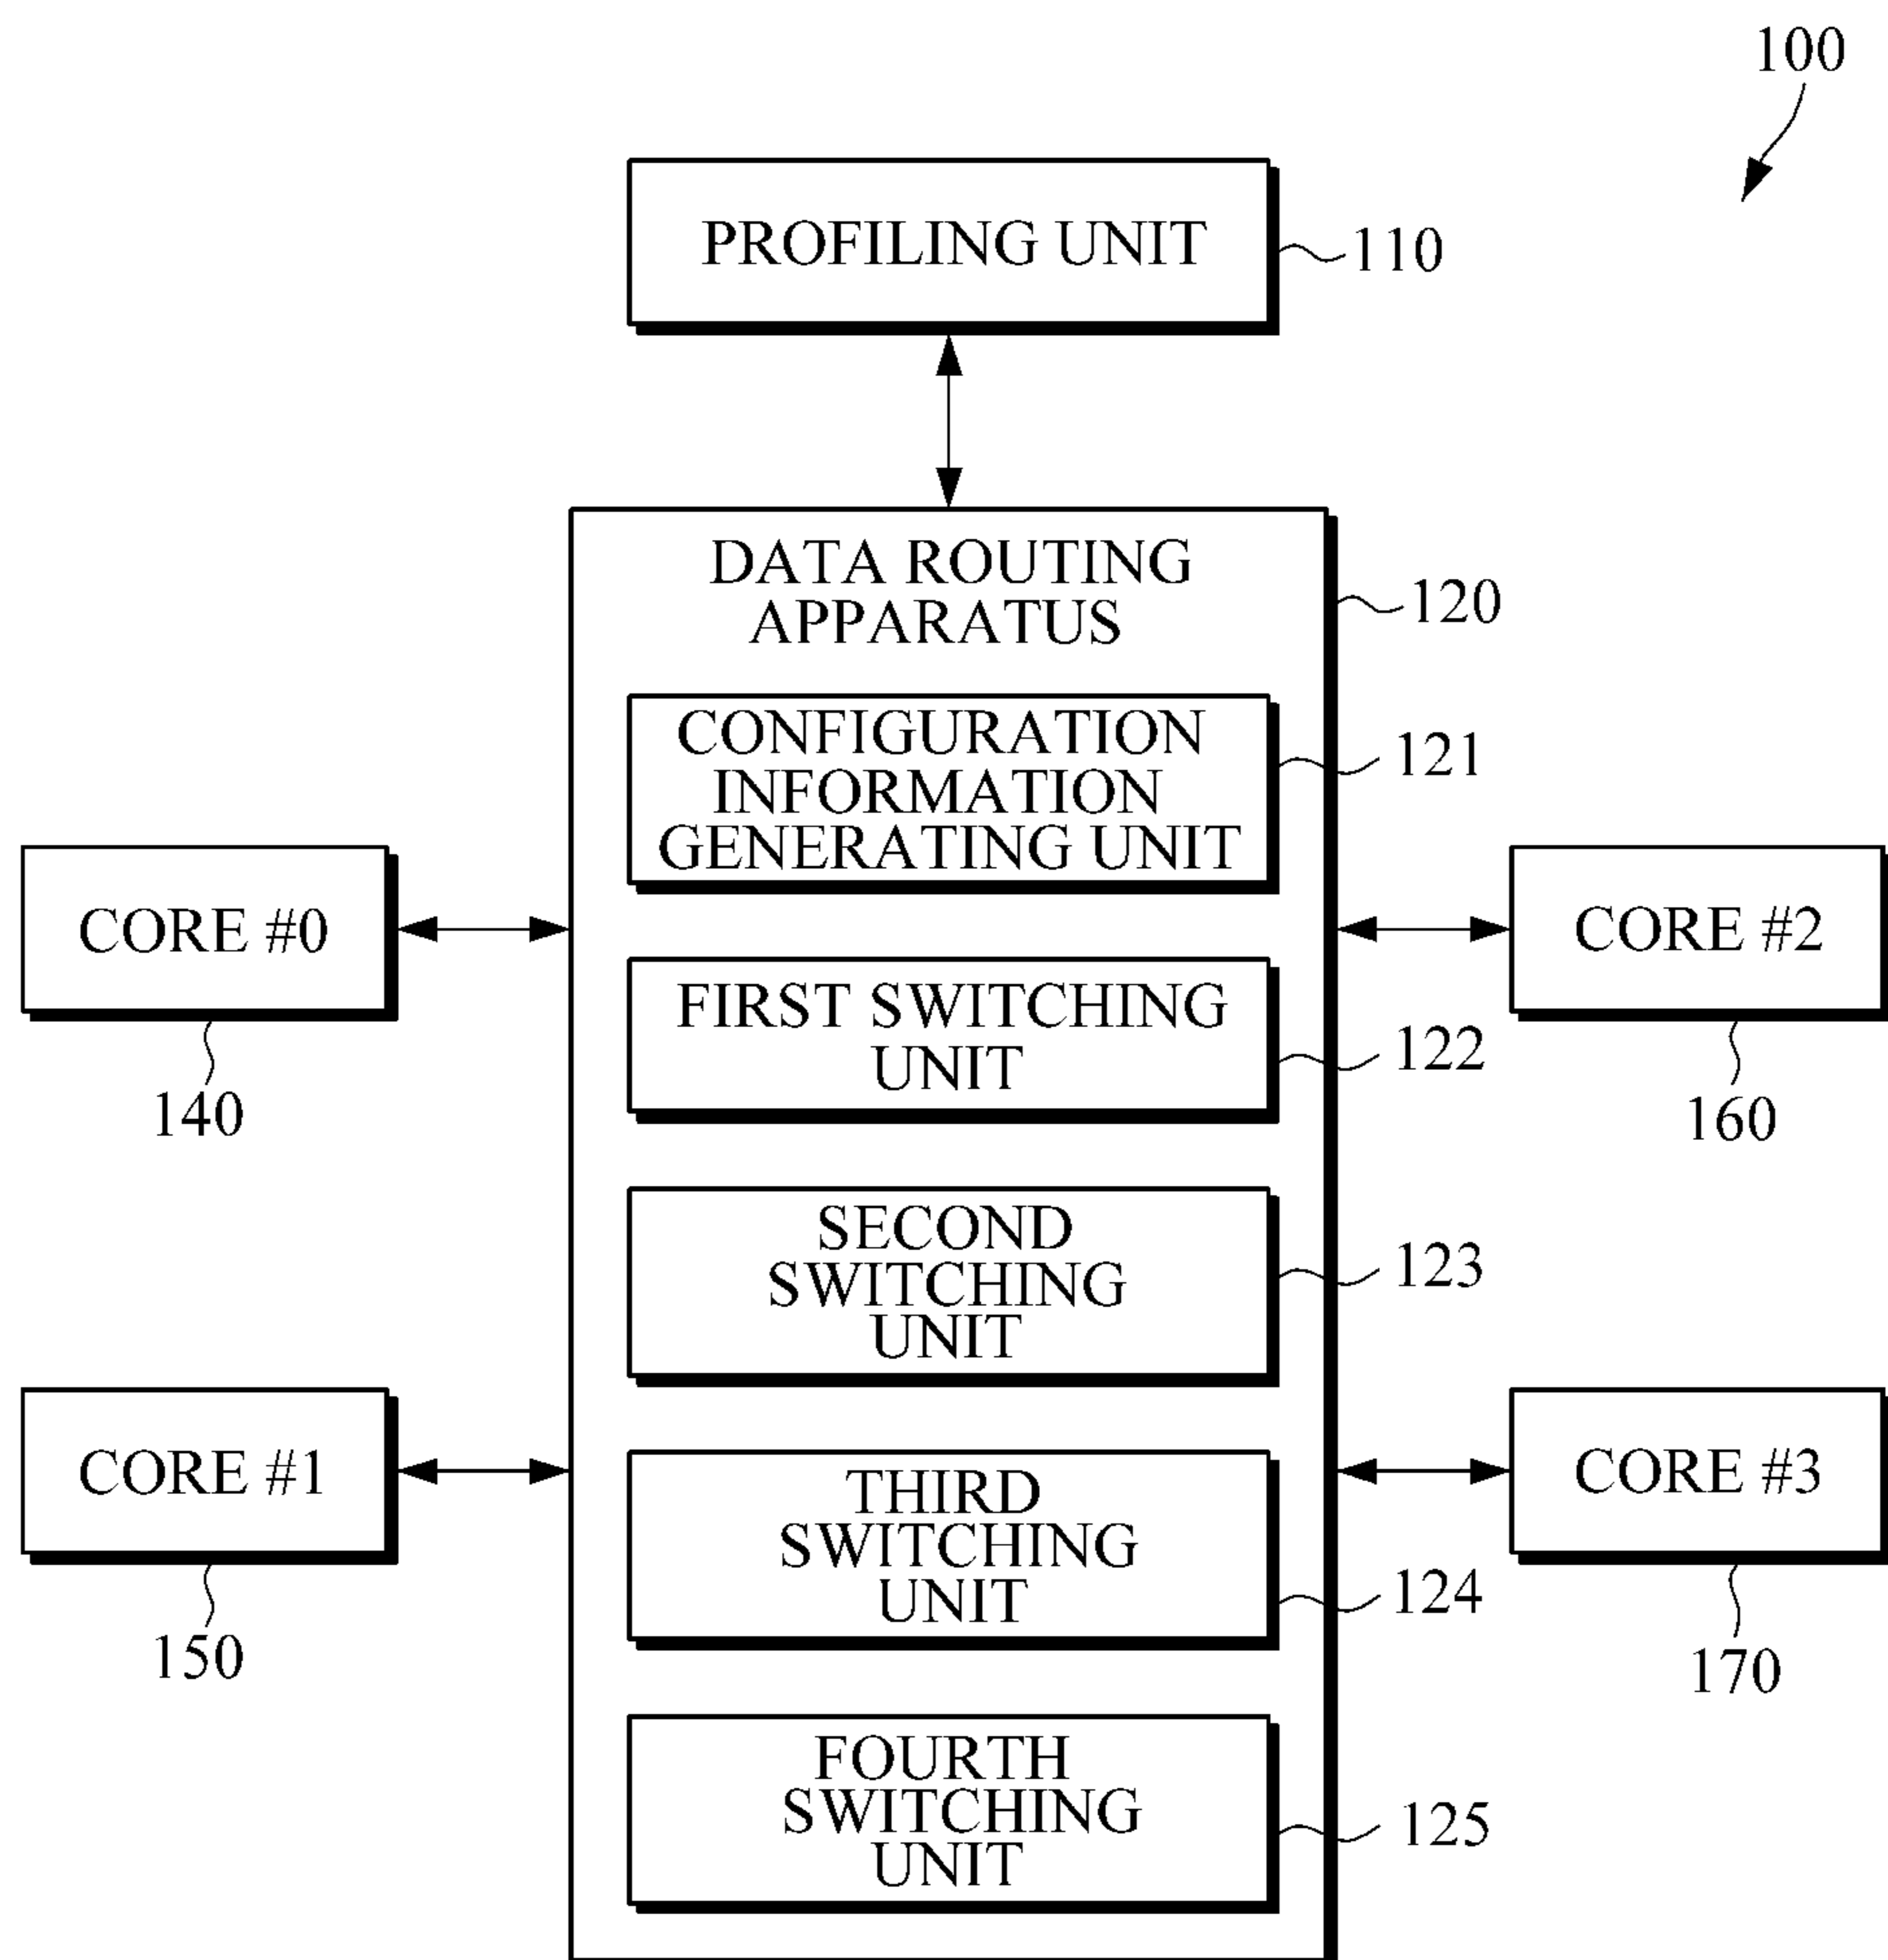 100
PROFILING UNIT
110
DATA ROUTING
APPARATUS
120
CONFIGURATION
INFORMATION
GENERATING UNIT
121
CORE #0
140
CORE #2
160
FIRST SWITCHING
UNIT
122
SECOND
SWITCHING
UNIT
123
CORE #1
150
CORE #3
170
THIRD
SWITCHING
UNIT
124
FOURTH
SWITCHING
UNIT
125